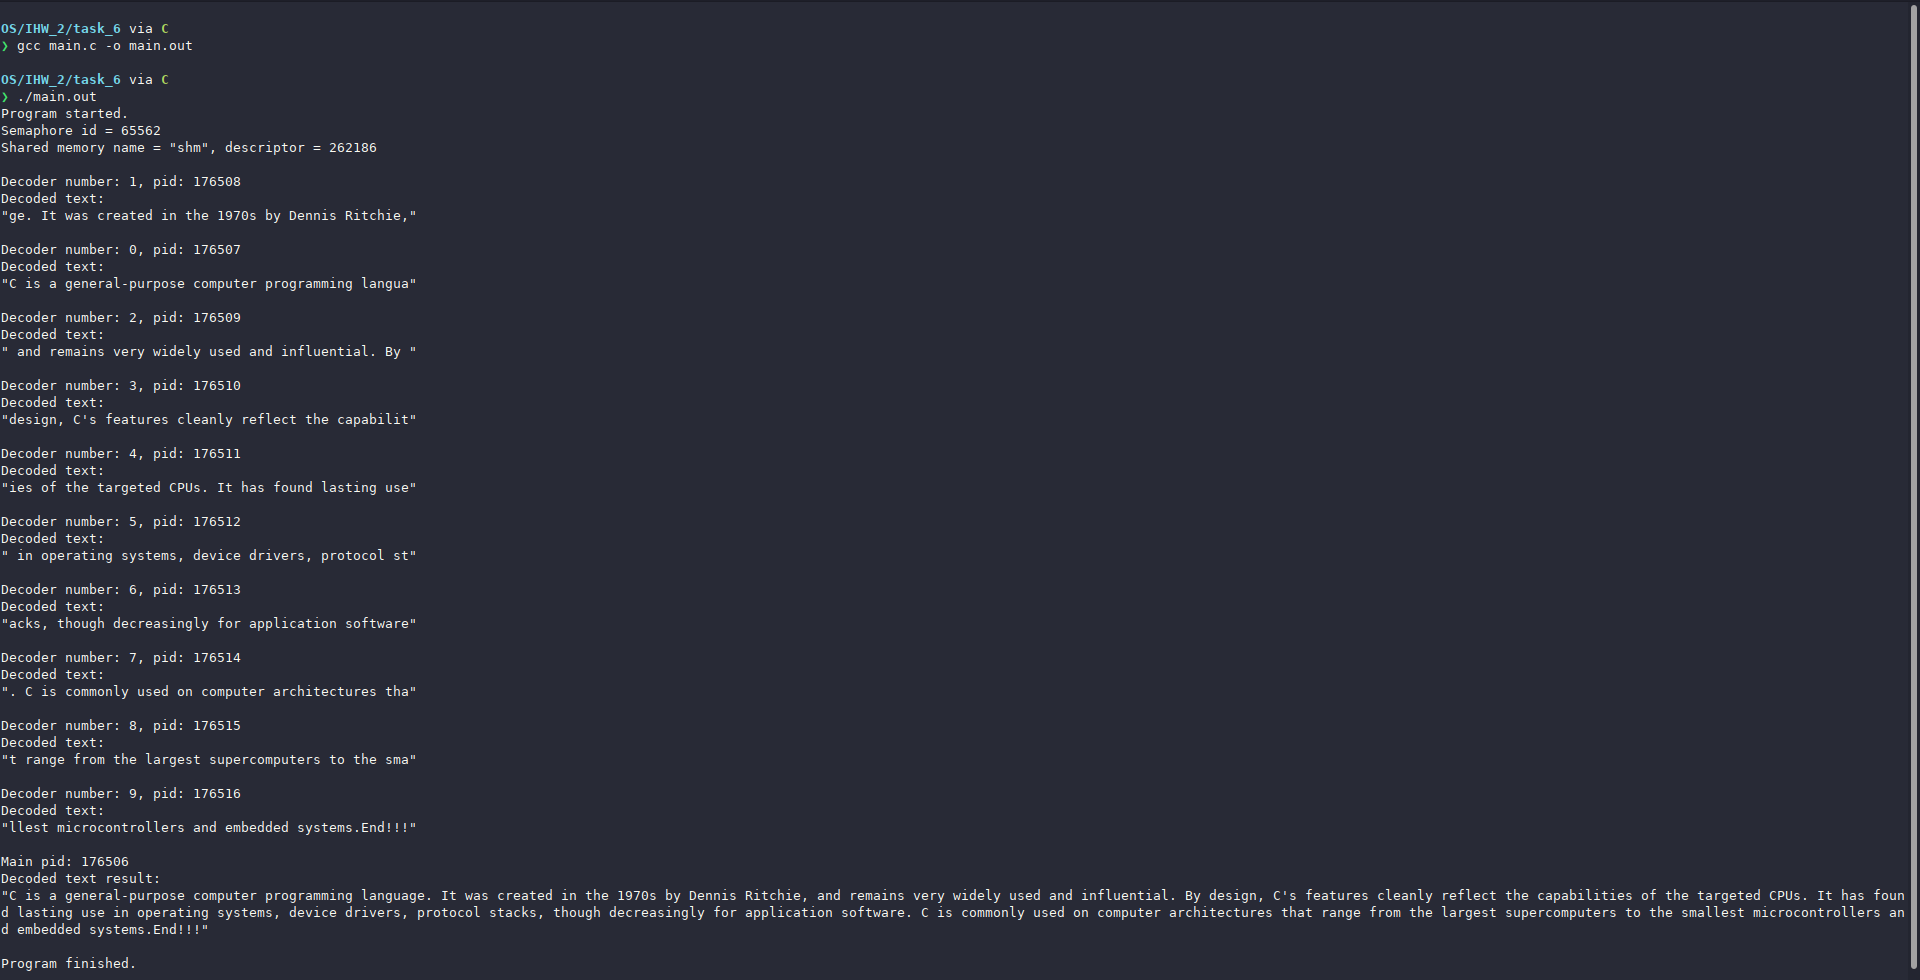 OS/IHW_2/task_6 via C
❯ gcc main.c -o main.out
OS/IHW_2/task_6 via C
❯ ./main.out
Program started.
Semaphore id = 65562
Shared memory name = "shm", descriptor = 262186
Decoder number: 1, pid: 176508
Decoded text:
"ge. It was created in the 1970s by Dennis Ritchie,"
Decoder number: 0, pid: 176507
Decoded text:
"C is a general-purpose computer programming langua"
Decoder number: 2, pid: 176509
Decoded text:
" and remains very widely used and influential. By "
Decoder number: 3, pid: 176510
Decoded text:
"design, C's features cleanly reflect the capabilit"
Decoder number: 4, pid: 176511
Decoded text:
"ies of the targeted CPUs. It has found lasting use"
Decoder number: 5, pid: 176512
Decoded text:
" in operating systems, device drivers, protocol st"
Decoder number: 6, pid: 176513
Decoded text:
"acks, though decreasingly for application software"
Decoder number: 7, pid: 176514
Decoded text:
". C is commonly used on computer architectures tha"
Decoder number: 8, pid: 176515
Decoded text:
"t range from the largest supercomputers to the sma"
Decoder number: 9, pid: 176516
Decoded text:
"llest microcontrollers and embedded systems.End!!!"
Main pid: 176506
Decoded text result:
"C is a general-purpose computer programming language. It was created in the 1970s by Dennis Ritchie, and remains very widely used and influential. By design, C's features cleanly reflect the capabilities of the targeted CPUs. It has foun
d lasting use in operating systems, device drivers, protocol stacks, though decreasingly for application software. C is commonly used on computer architectures that range from the largest supercomputers to the smallest microcontrollers an
d embedded systems.End!!!"
Program finished.